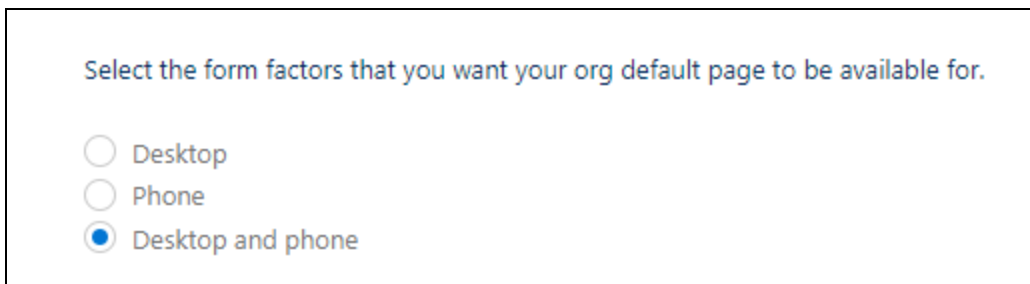 Select the form factors that you want your org default page to be available for.
Desktop
Phone
Desktop and phone